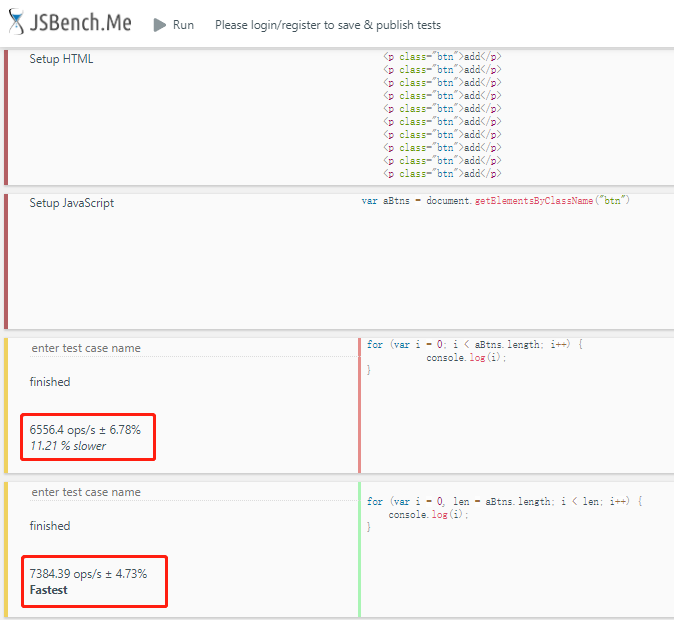 JSBench.Me
Run
Please login/register to save & publish tests
Setup HTML
<p class="btn">add</p>
<p class="btn">add</p>
<p class="btn">add</p>
<p class="btn">add</p>
<p class="btn">add</p>
<p class="btn">add</p>
<p class="btn">add</p>
<p class="btn">add</p>
<p class="btn">add</p>
<p class="btn">add</p>
Setup JavaScript
var aBtns = document.getElementsByClassName("btn")
enter test case name
finished
6556.4 ops/s ± 6.78%
11.21 % slower
for (var i = 0; i < aBtns.length; i++) {
console.log(i);
}
enter test case name
finished
7384.39 ops/s ± 4.73%
Fastest
for (var i = 0, len = aBtns.length; i < len; i++) {
console.log(i);
}